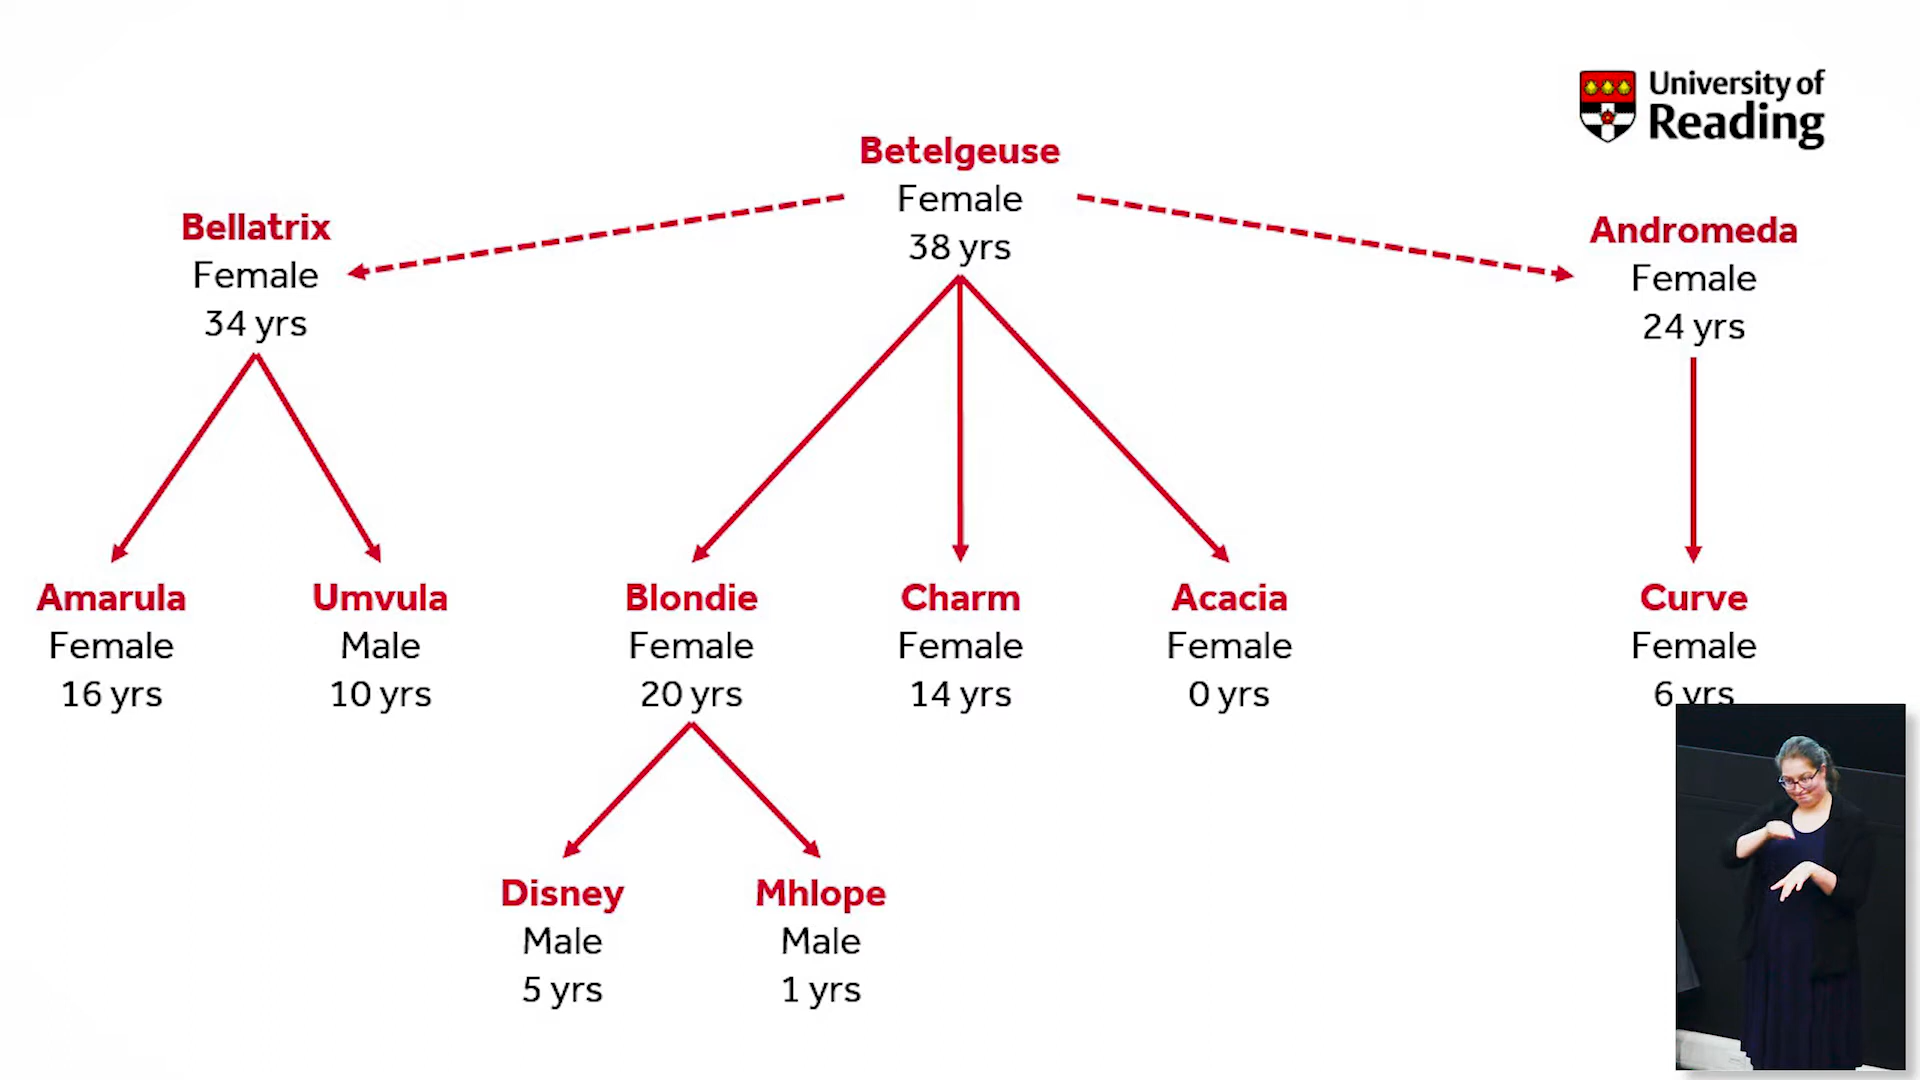 University of
Reading
Betelgeuse
Female
38 yrs
Bellatrix
Female
34 yrs
Andromeda
Female
24 yrs
Amarula
Female
16 yrs
Umvula
Male
10 yrs
Blondie
Female
20 yrs
Charm
Female
14 yrs
Acacia
Female
0 yrs
Curve
Female
6 yrs
Disney
Male
5 yrs
Mhlope
Male
1 yrs